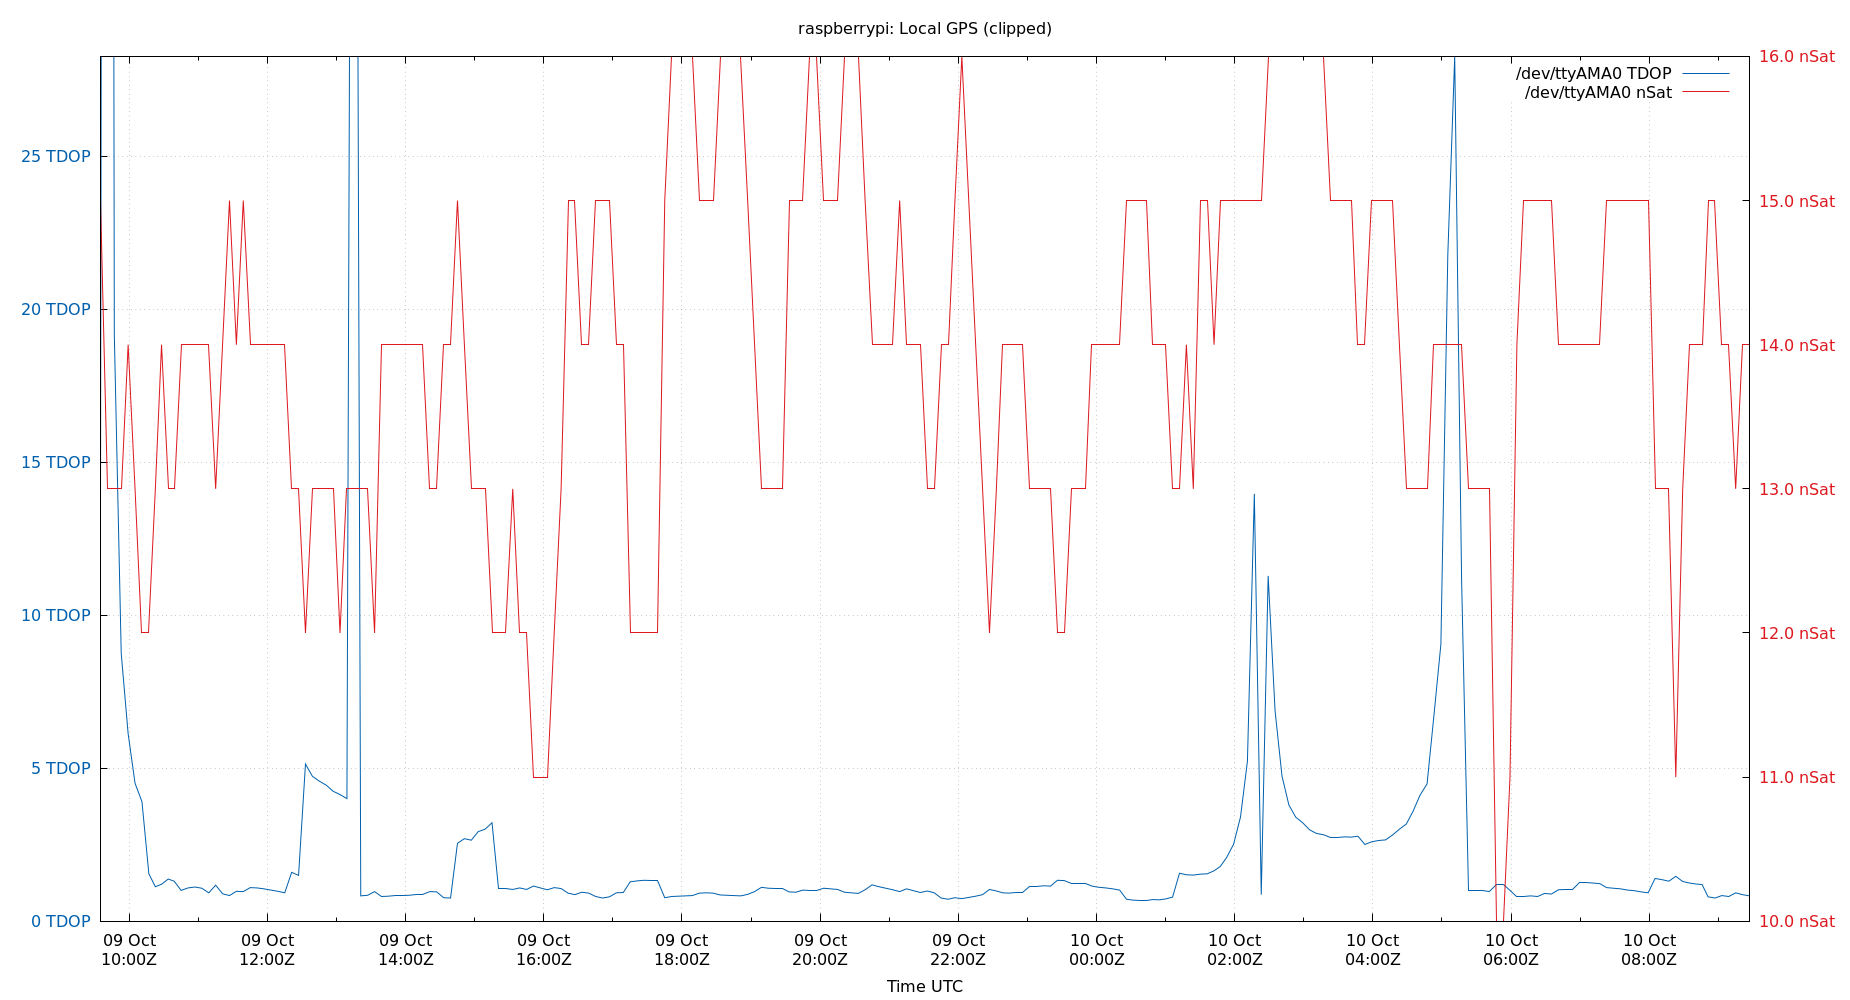 raspberrypi: Local GPS (clipped)
/dev/ttyAMA0 TDOP
/dev/ttyAMA0 nSat
25 TDOP
20 TDOP
15 TDOP
10 TDOP
5 TDOP
0 TDOP
16.0 nSat
15.0 nSat
14.0 nSat
13.0 nSat
12.0 nSat
11.0 nSat
10.0 nSat
09 Oct
10:00Z
09 Oct
12:00Z
09 Oct
14:00Z
09 Oct
16:00Z
09 Oct
18:00Z
09 Oct
20:00Z
09 Oct
22:00Z
10 Oct
00:00Z
10 Oct
02:00Z
10 Oct
04:00Z
10 Oct
06:00Z
10 Oct
08:00Z
Time UTC